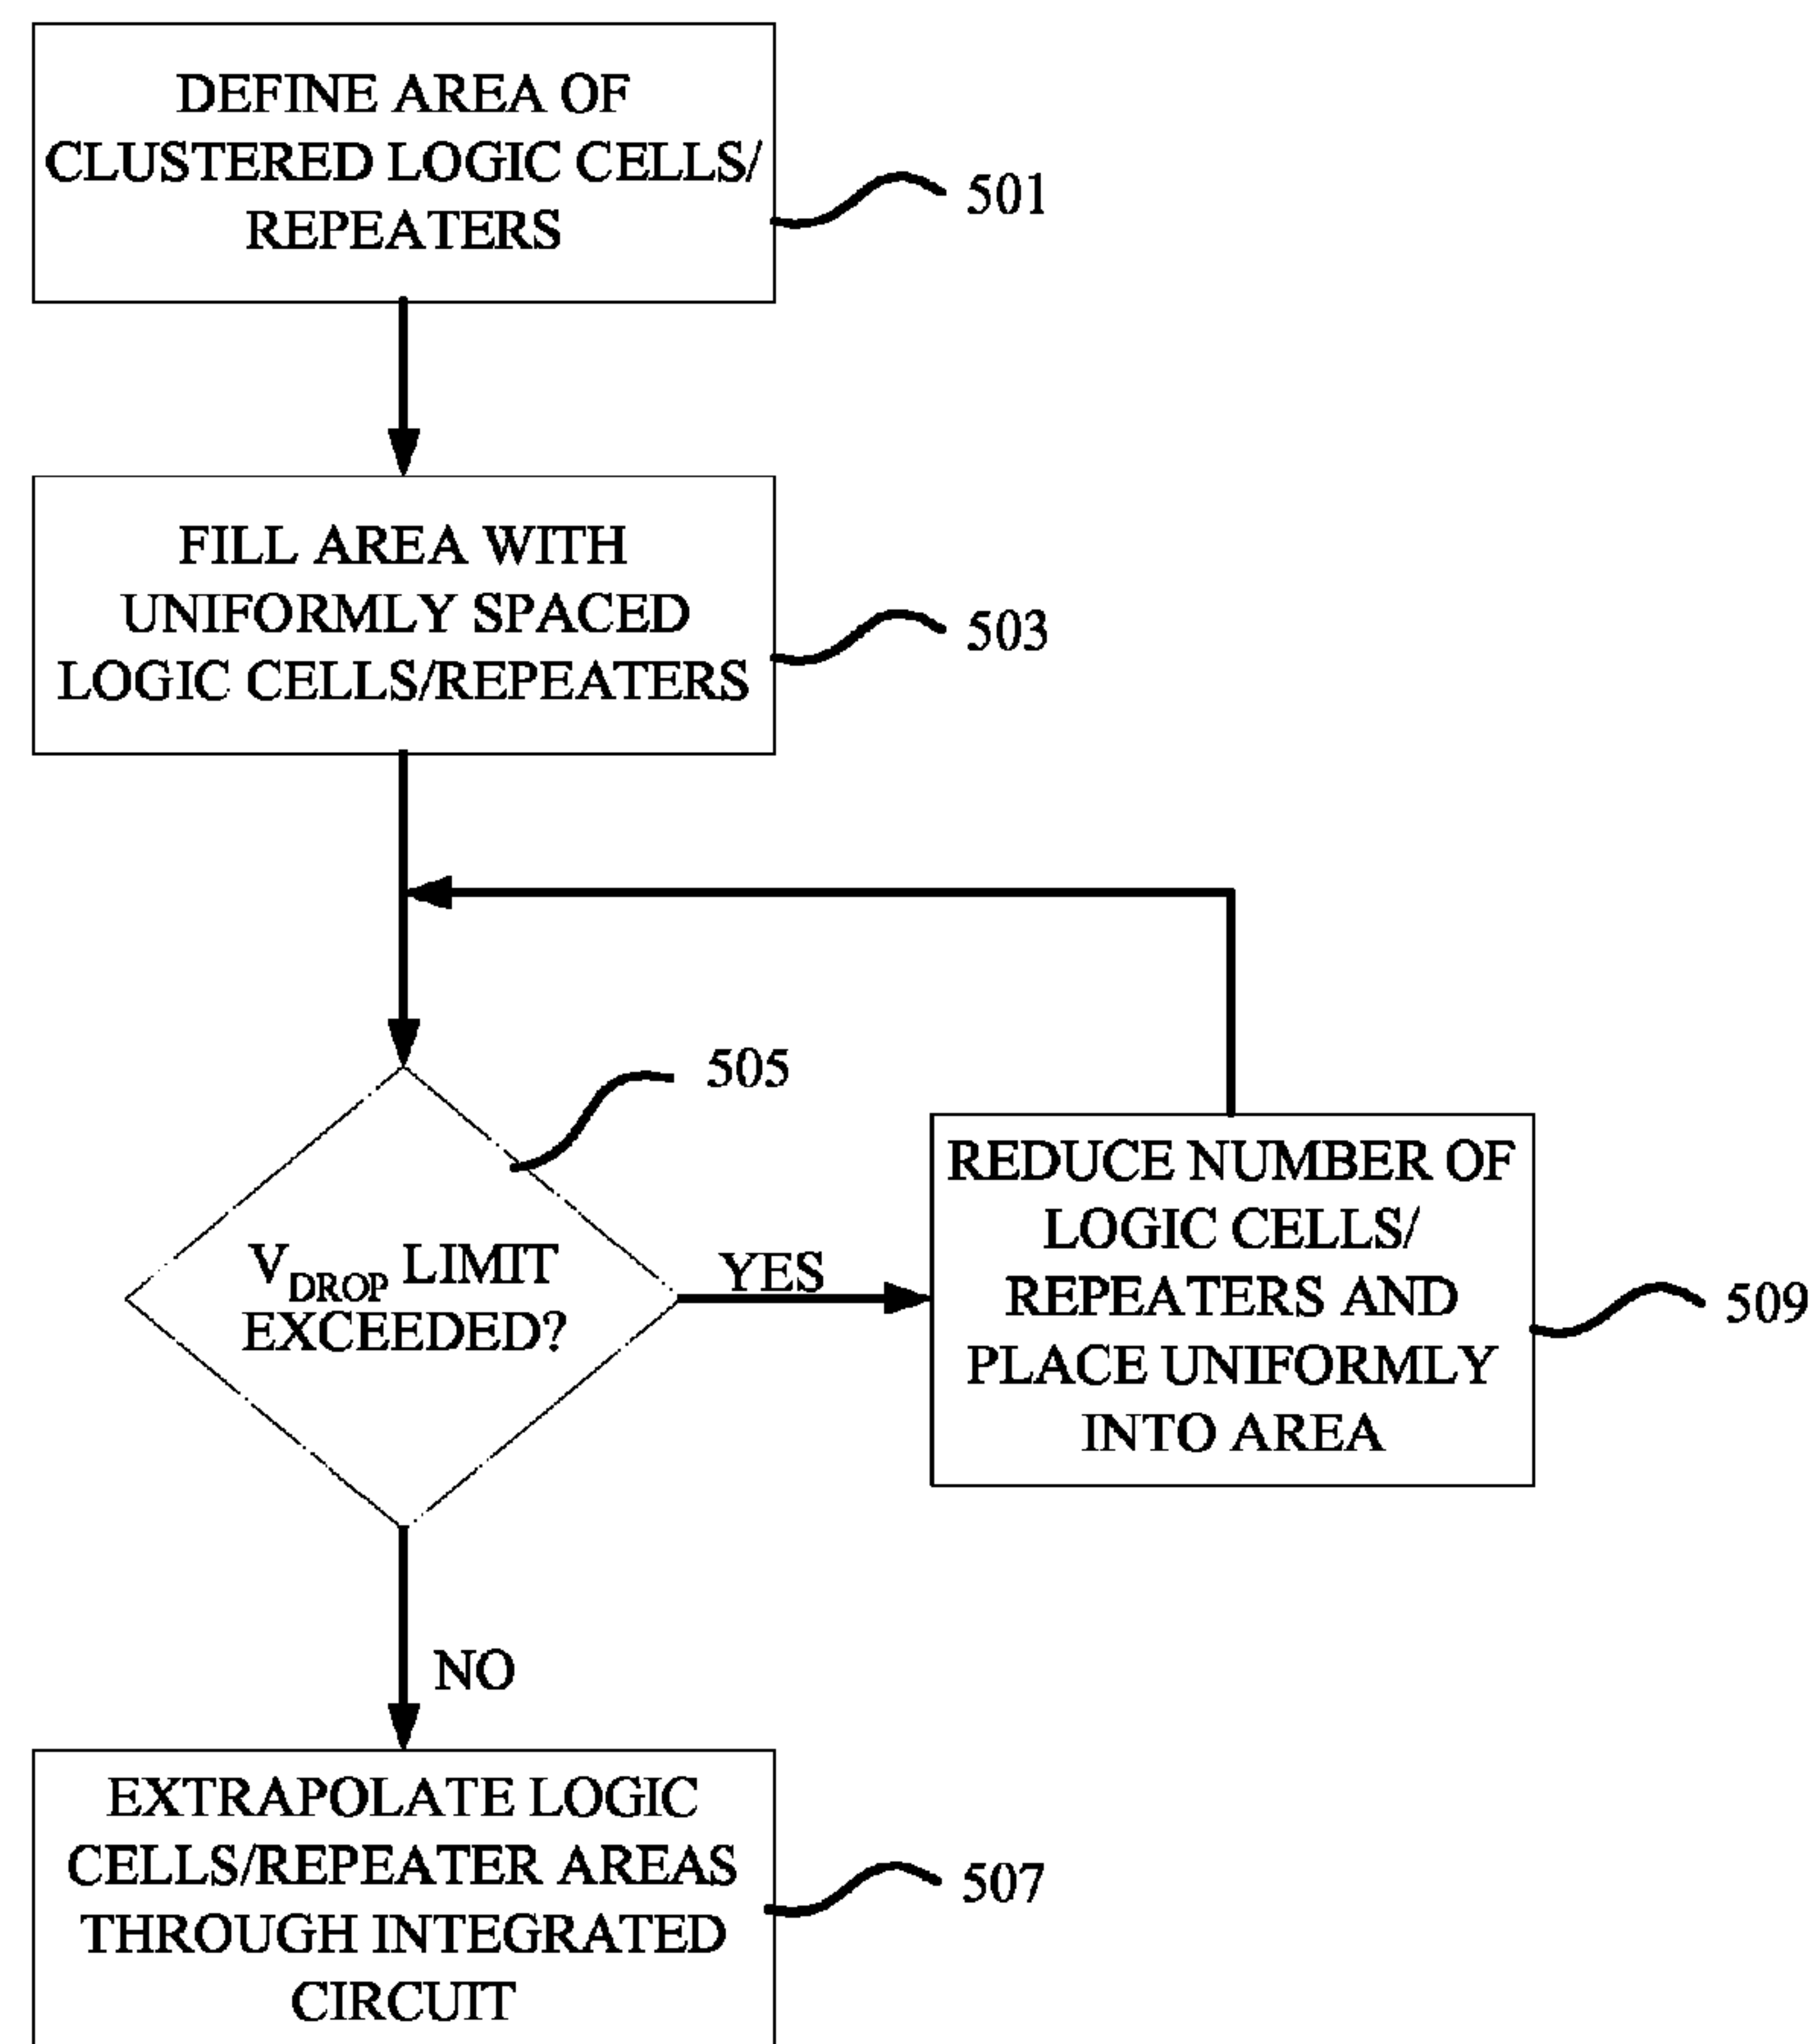 DEFINE AREA OF
CLUSTERED LOGIC CELLS/
REPEATERS
501
FILL AREA WITH
UNIFORMLY SPACED
LOGIC CELLS/REPEATERS
503
505
V_DROP LIMIT
EXCEEDED?
YES
REDUCE NUMBER OF
LOGIC CELLS/
REPEATERS AND
PLACE UNIFORMLY
INTO AREA
509
NO
EXTRAPOLATE LOGIC
CELLS/REPEATER AREAS
THROUGH INTEGRATED
CIRCUIT
507